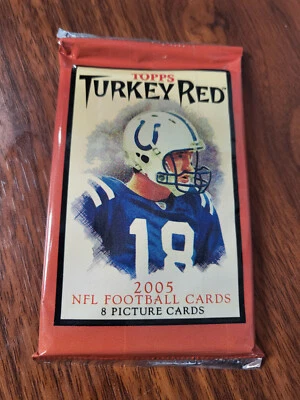 TOPPS
TURKEY RED
18
2005
NFL FOOTBALL CARDS
8 PICTURE CARDS